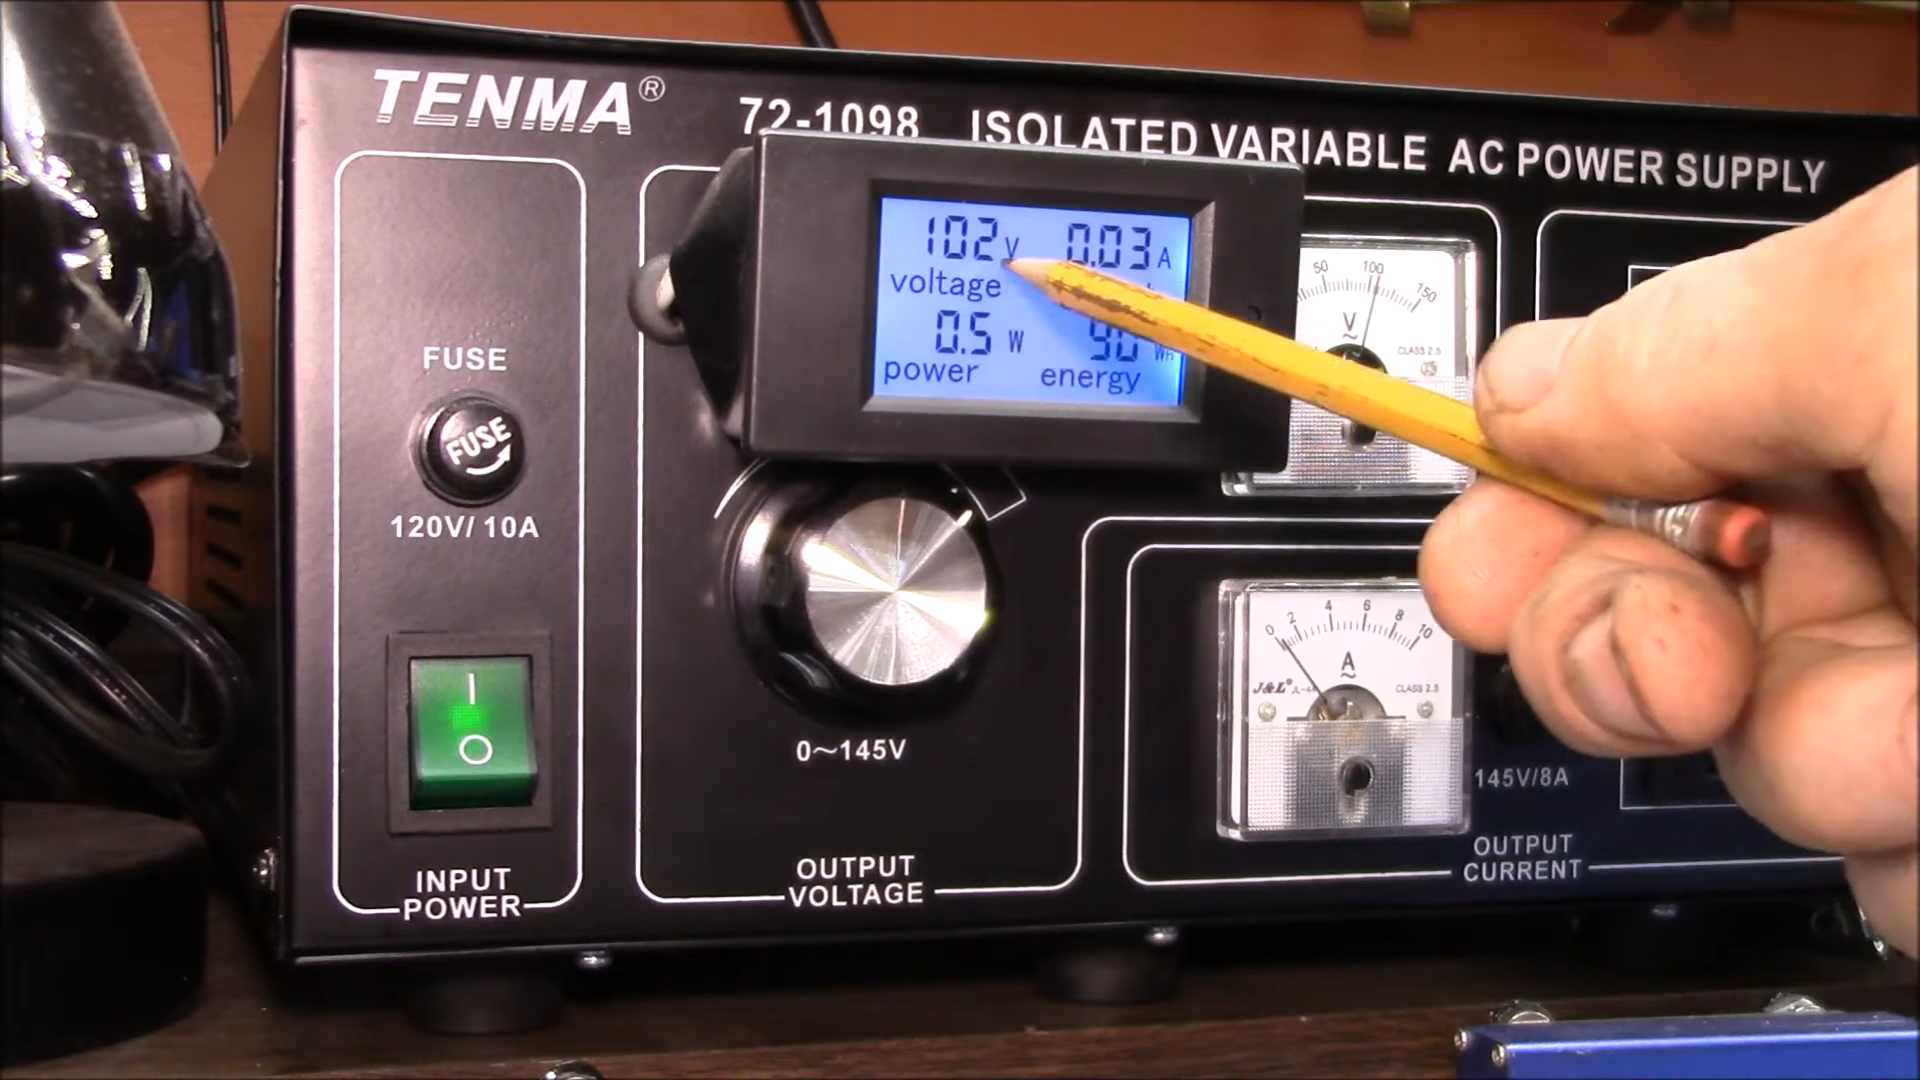 TENMA®
72-1098 ISOLATED VARIABLE AC POWER SUPPLY
102 V 0.03 A
voltage
0.5 W
power energy
50 100 150
V
CLASS 2.5
FUSE
FUSE
120V/ 10A
I
O
INPUT
POWER
0~145V
OUTPUT
VOLTAGE
0 2 4 6 8 10
A
J&L®
CLASS 2.5
145V/8A
OUTPUT
CURRENT